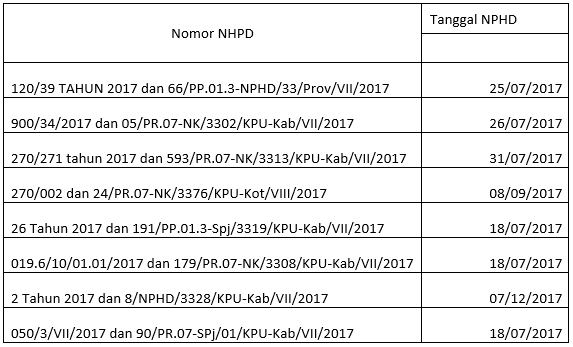 Nomor NHPD Tanggal NPHD
120/39 TAHUN 2017 dan 66/PP.01.3-NPHD/33/Prov/VII/2017 25/07/2017
900/34/2017 dan 05/PR.07-NK/3302/KPU-Kab/VII/2017 26/07/2017
270/271 tahun 2017 dan 593/PR.07-NK/3313/KPU-Kab/VII/2017 31/07/2017
270/002 dan 24/PR.07-NK/3376/KPU-Kot/VIII/2017 08/09/2017
26 Tahun 2017 dan 191/PP.01.3-Spj/3319/KPU-Kab/VII/2017 18/07/2017
019.6/10/01.01/2017 dan 179/PR.07-NK/3308/KPU-Kab/VII/2017 18/07/2017
2 Tahun 2017 dan 8/NPHD/3328/KPU-Kab/VII/2017 07/12/2017
050/3/VII/2017 dan 90/PR.07-SPj/01/KPU-Kab/VII/2017 18/07/2017